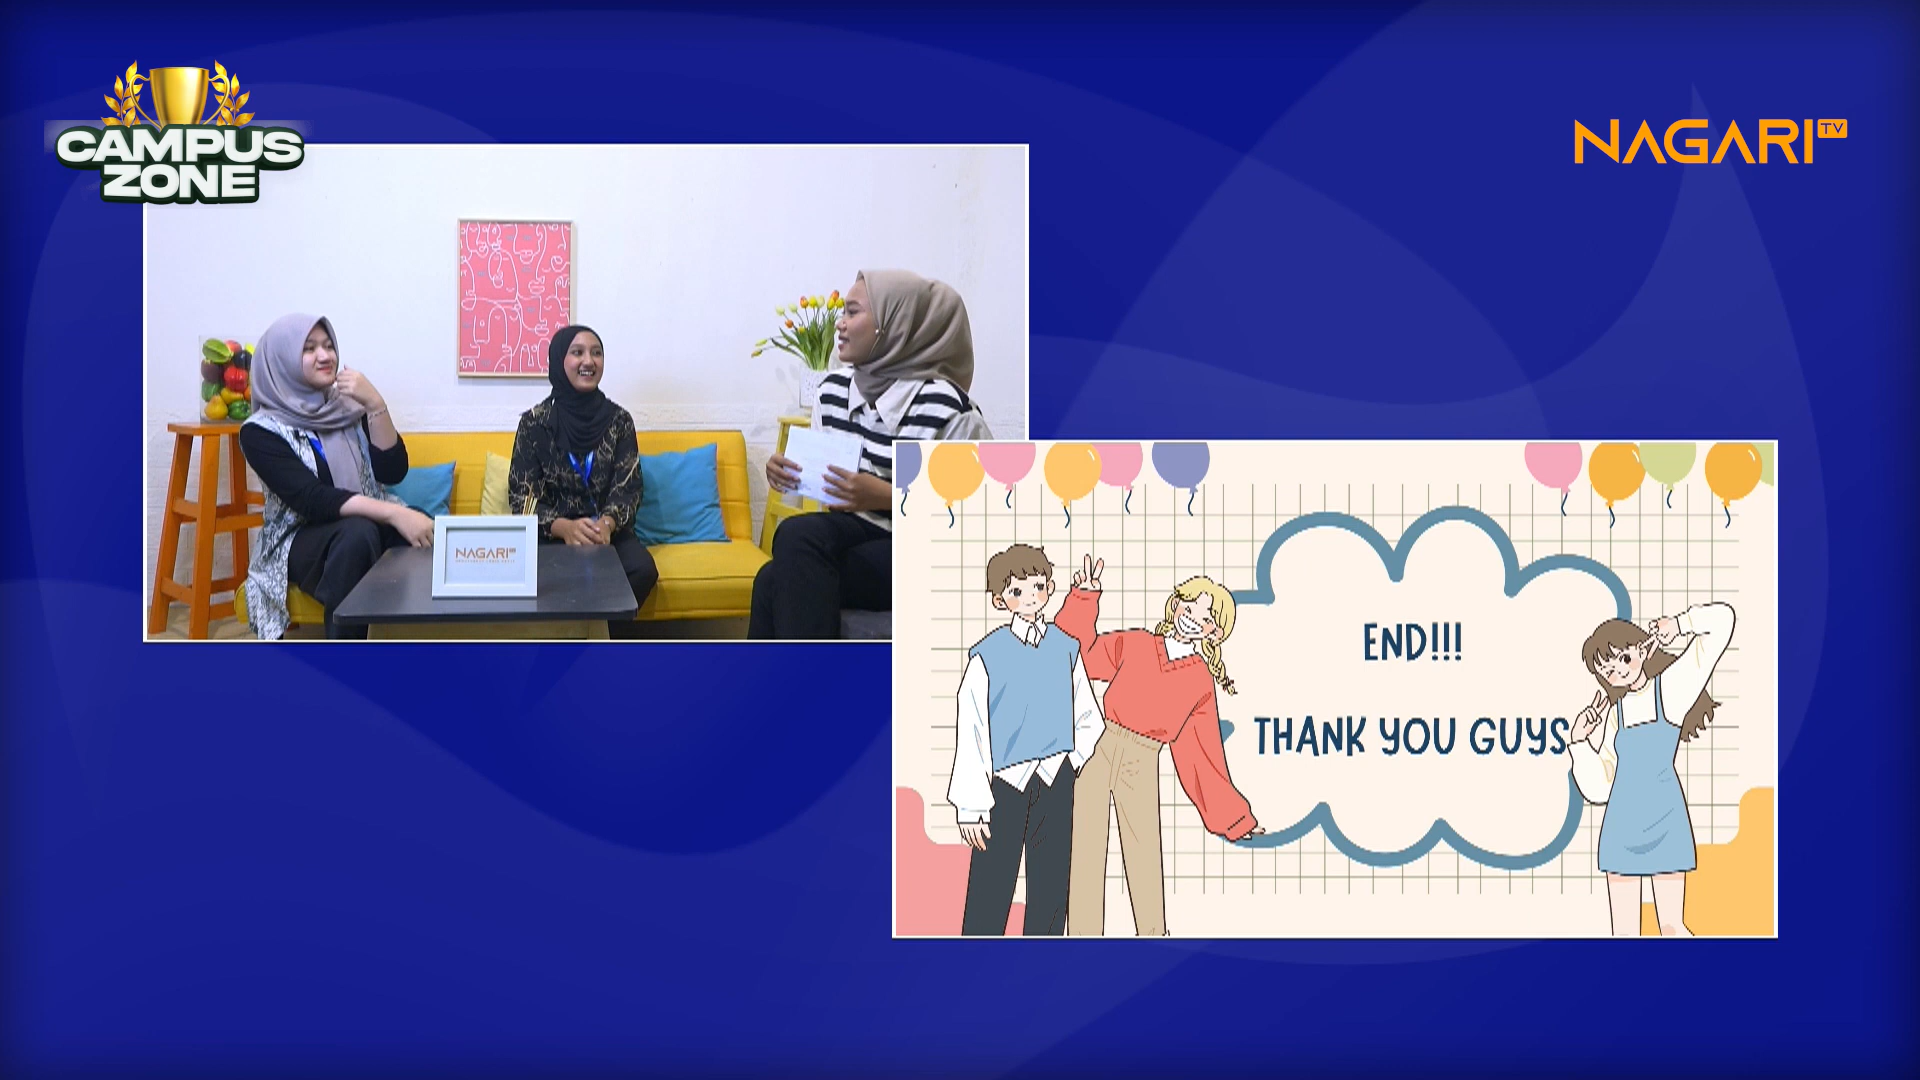 CAMPUS
ZONE
NAGARI TV
NAGARI
END!!!
THANK YOU GUYS